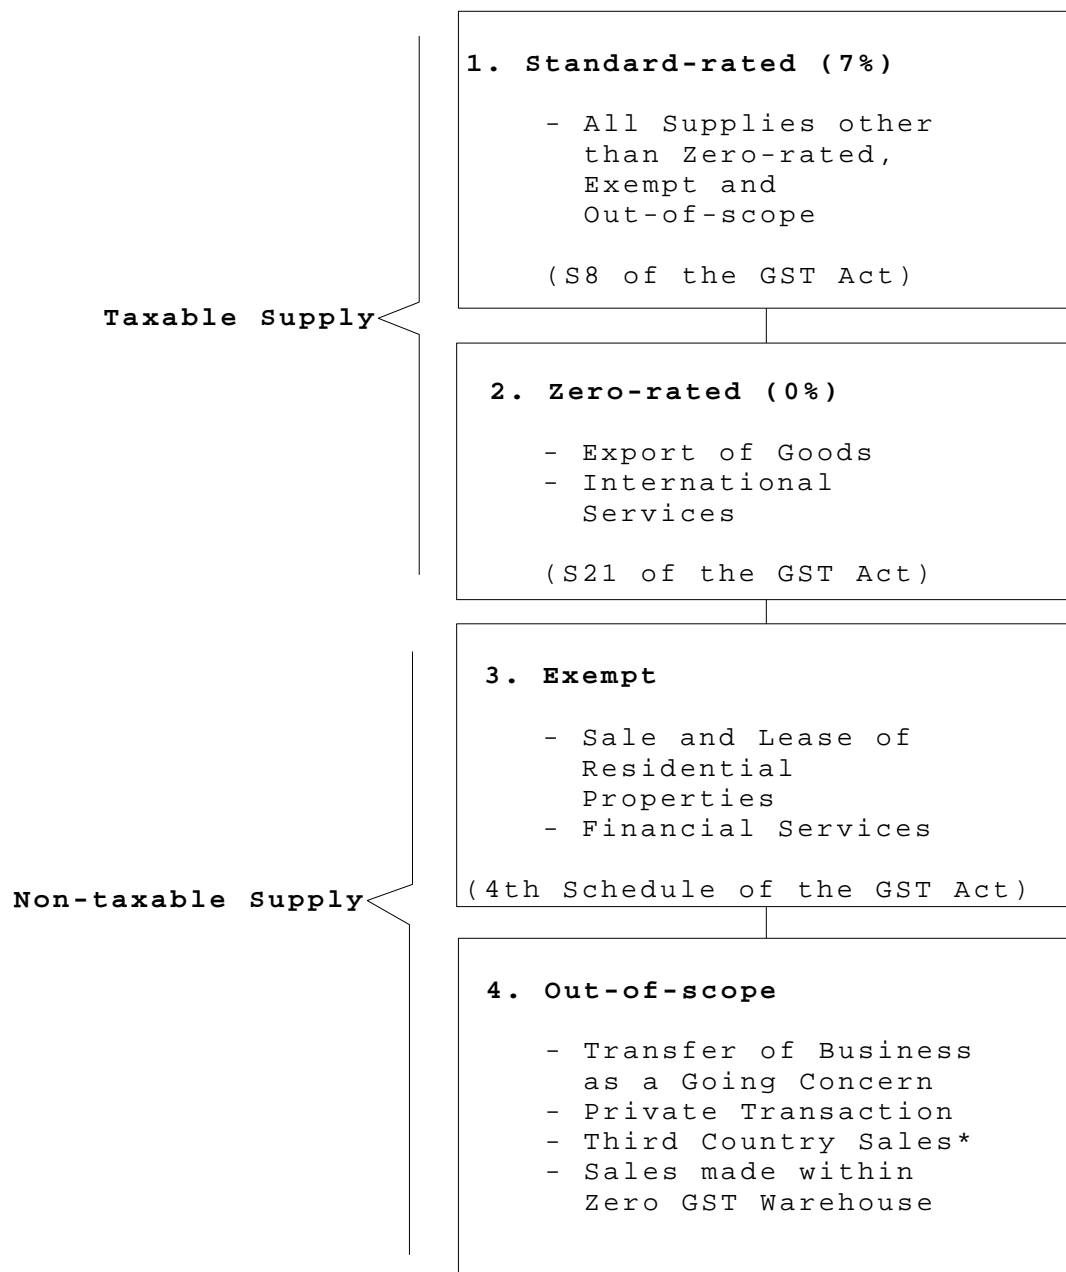 1. Standard-rated (7%)
- All Supplies other
than Zero-rated,
Exempt and
Out-of-scope
(S8 of the GST Act)
Taxable Supply
2. Zero-rated (0%)
- Export of Goods
- International
Services
(S21 of the GST Act)
3. Exempt
- Sale and Lease of
Residential
Properties
- Financial Services
(4th Schedule of the GST Act)
Non-taxable Supply
4. Out-of-scope
- Transfer of Business
as a Going Concern
- Private Transaction
- Third Country Sales*
- Sales made within
Zero GST Warehouse